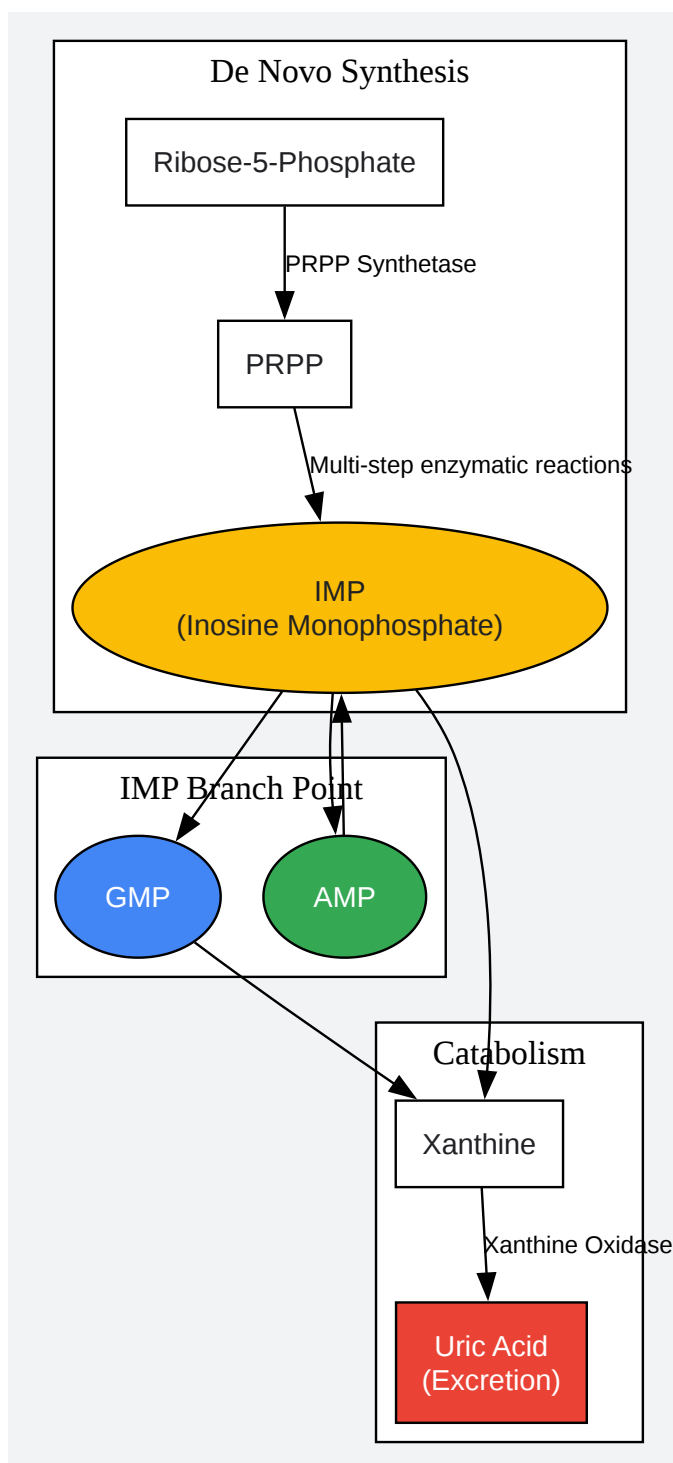 De Novo Synthesis
Ribose-5-Phosphate
PRPP Synthetase
PRPP
Multi-step enzymatic reactions
IMP
(Inosine Monophosphate)
IMP Branch Point
GMP
AMP
Catabolism
Xanthine
Xanthine Oxidase
Uric Acid
(Excretion)